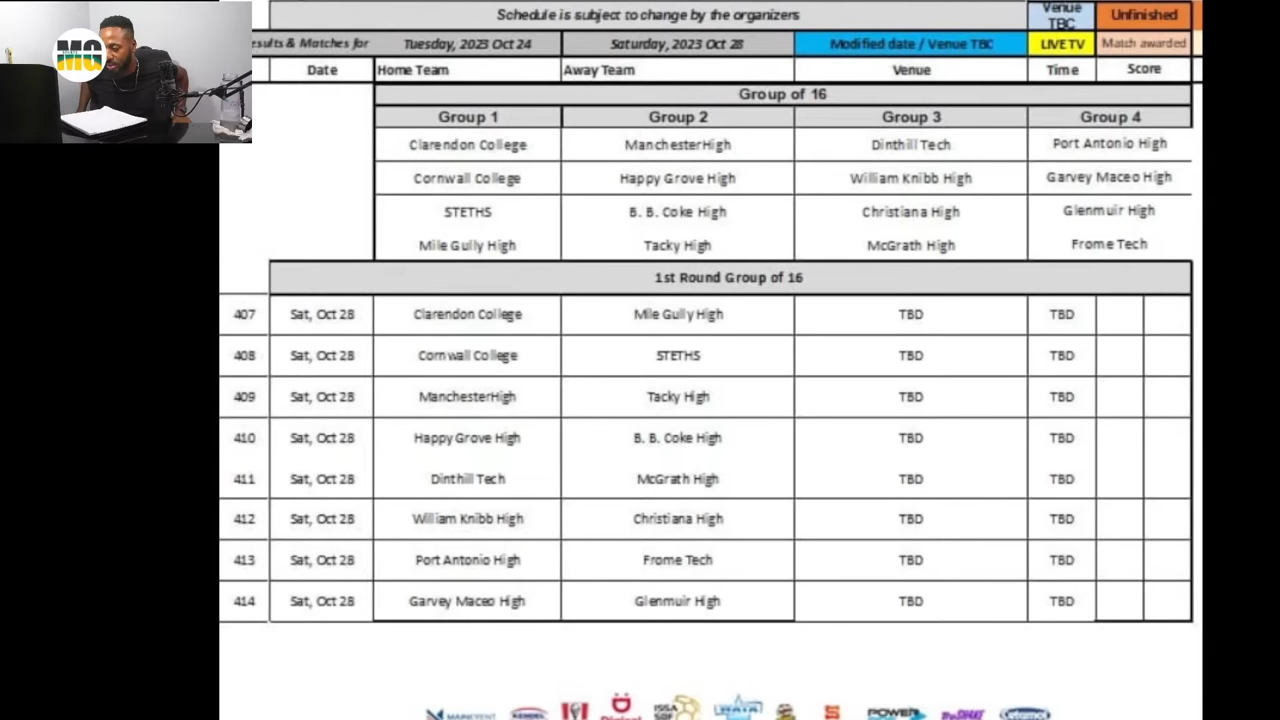 Schedule is subject to change by the organizers Venue TBC Unfinished
esults & Matches for Tuesday, 2023 Oct 24 Saturday, 2023 Oct 28 Modified date / Venue TBC LIVE TV Match awarded
MG
Date Home Team Away Team Venue Time Score
Group of 16
Group 1 Group 2 Group 3 Group 4
Clarendon College ManchesterHigh Dinthill Tech Port Antonio High
Cornwall College Happy Grove High William Knibb High Garvey Maceo High
STETHS B. B. Coke High Christiana High Glenmuir High
Mile Gully High Tacky High McGrath High Frome Tech
1st Round Group of 16
407 Sat, Oct 28 Clarendon College Mile Gully High TBD TBD
408 Sat, Oct 28 Cornwall College STETHS TBD TBD
409 Sat, Oct 28 ManchesterHigh Tacky High TBD TBD
410 Sat, Oct 28 Happy Grove High B. B. Coke High TBD TBD
411 Sat, Oct 28 Dinthill Tech McGrath High TBD TBD
412 Sat, Oct 28 William Knibb High Christiana High TBD TBD
413 Sat, Oct 28 Port Antonio High Frome Tech TBD TBD
414 Sat, Oct 28 Garvey Maceo High Glenmuir High TBD TBD
KENDEL Digicel ISSA POWER Cetamol